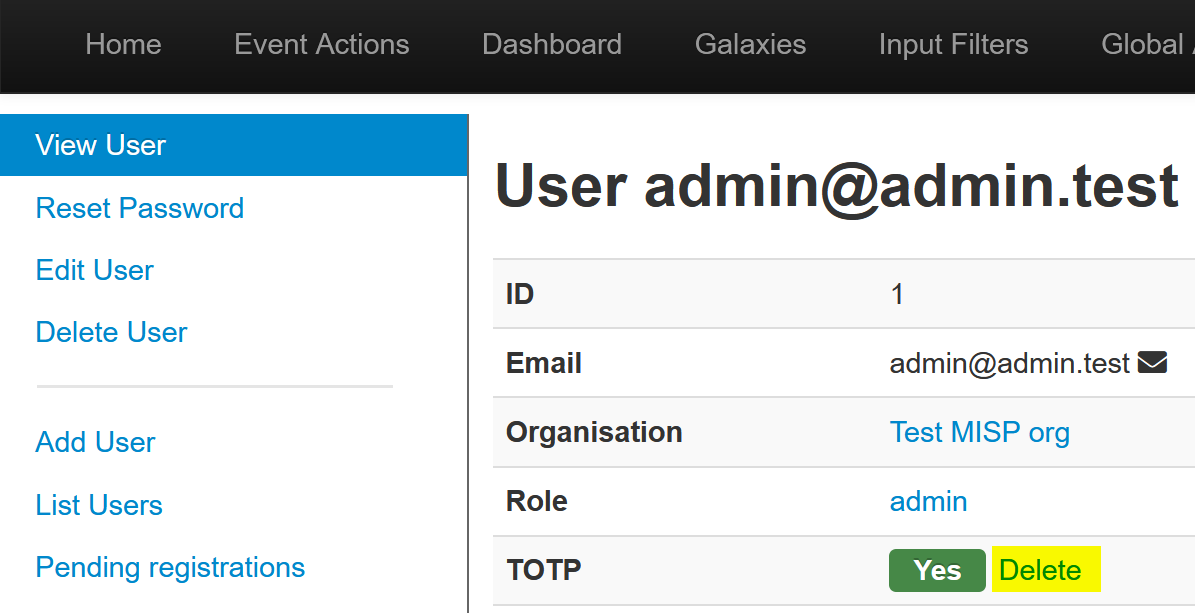 Home Event Actions Dashboard Galaxies Input Filters Global
View User
Reset Password
Edit User
Delete User
Add User
List Users
Pending registrations
User admin@admin.test
ID 1
Email admin@admin.test
Organisation Test MISP org
Role admin
TOTP Yes Delete